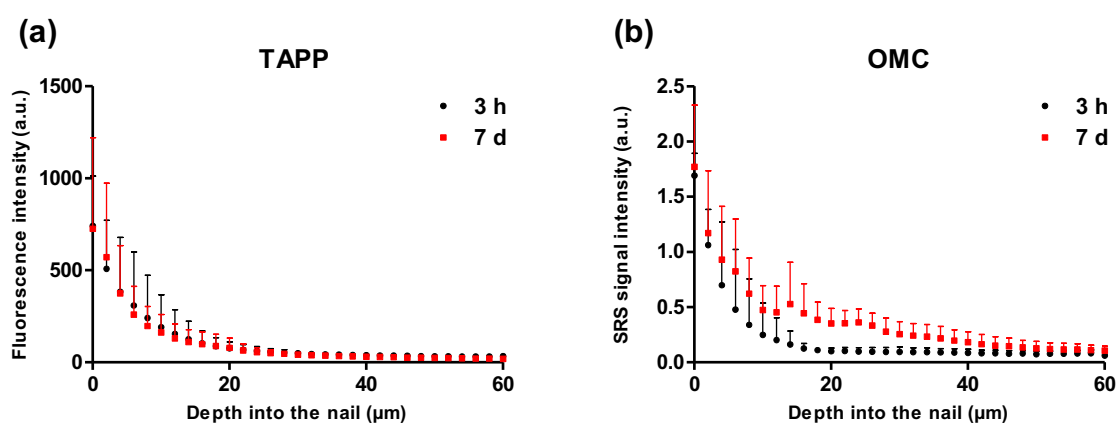 (a)
TAPP
Fluorescence intensity (a.u.)
1500
1000
500
0
0 20 40 60
Depth into the nail (µm)
3 h
7 d
(b)
OMC
SRS signal intensity (a.u.)
2.5
2.0
1.5
1.0
0.5
0.0
0 20 40 60
Depth into the nail (µm)
3 h
7 d